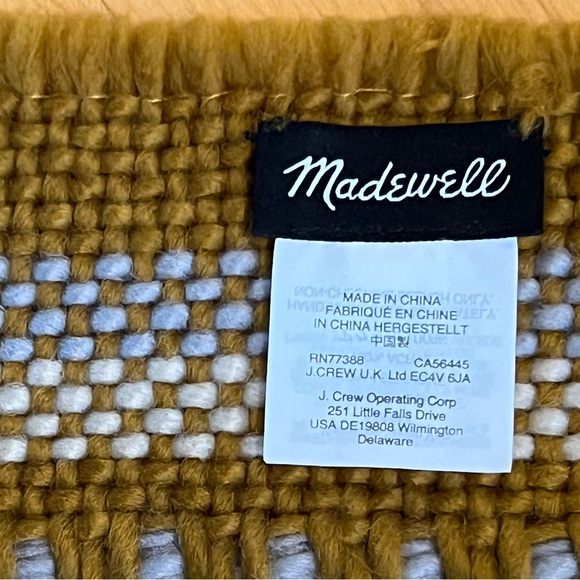 Madewell
MADE IN CHINA
FABRIQUÉ EN CHINE
IN CHINA HERGESTELLT
中国製
RN77388 CA56445
J.CREW U.K. Ltd EC4V 6JA
J. Crew Operating Corp
251 Little Falls Drive
USA DE19808 Wilmington
Delaware